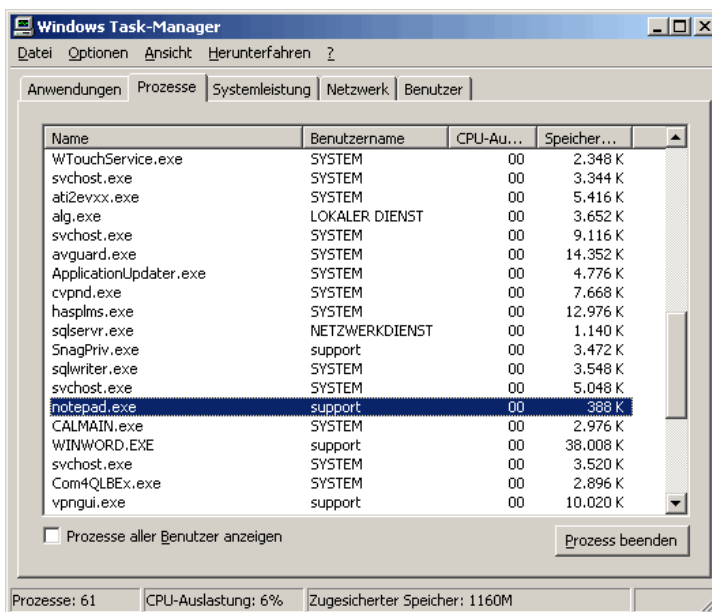 Windows Task-Manager
Datei Optionen Ansicht Herunterfahren ?
Anwendungen Prozesse Systemleistung Netzwerk Benutzer
Name Benutzername CPU-Au... Speicher...
WTouchService.exe SYSTEM 00 2.348 K
svchost.exe SYSTEM 00 3.344 K
ati2evxx.exe SYSTEM 00 5.416 K
alg.exe LOKALER DIENST 00 3.652 K
svchost.exe SYSTEM 00 9.116 K
avguard.exe SYSTEM 00 14.352 K
ApplicationUpdater.exe SYSTEM 00 4.776 K
cvpnd.exe SYSTEM 00 7.668 K
hasplms.exe SYSTEM 00 12.976 K
sqlservr.exe NETZWERKDIENST 00 1.140 K
SnagPriv.exe support 00 3.472 K
sqlwriter.exe SYSTEM 00 3.548 K
svchost.exe SYSTEM 00 5.048 K
notepad.exe support 00 388 K
CALMAIN.exe SYSTEM 00 2.976 K
WINWORD.EXE support 00 38.008 K
svchost.exe SYSTEM 00 3.520 K
Com4QLBEx.exe SYSTEM 00 2.896 K
vpngui.exe support 00 10.020 K
Prozesse aller Benutzer anzeigen Prozess beenden
Prozesse: 61 CPU-Auslastung: 6% Zugesicherter Speicher: 1160M